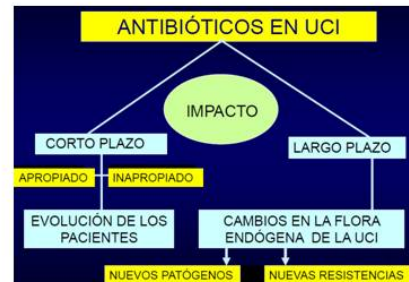 ANTIBIÓTICOS EN UCI
IMPACTO
CORTO PLAZO
LARGO PLAZO
APROPIADO
INAPROPIADO
EVOLUCIÓN DE LOS
PACIENTES
CAMBIOS EN LA FLORA
ENDÓGENA DE LA UCI
NUEVOS PATÓGENOS
NUEVAS RESISTENCIAS